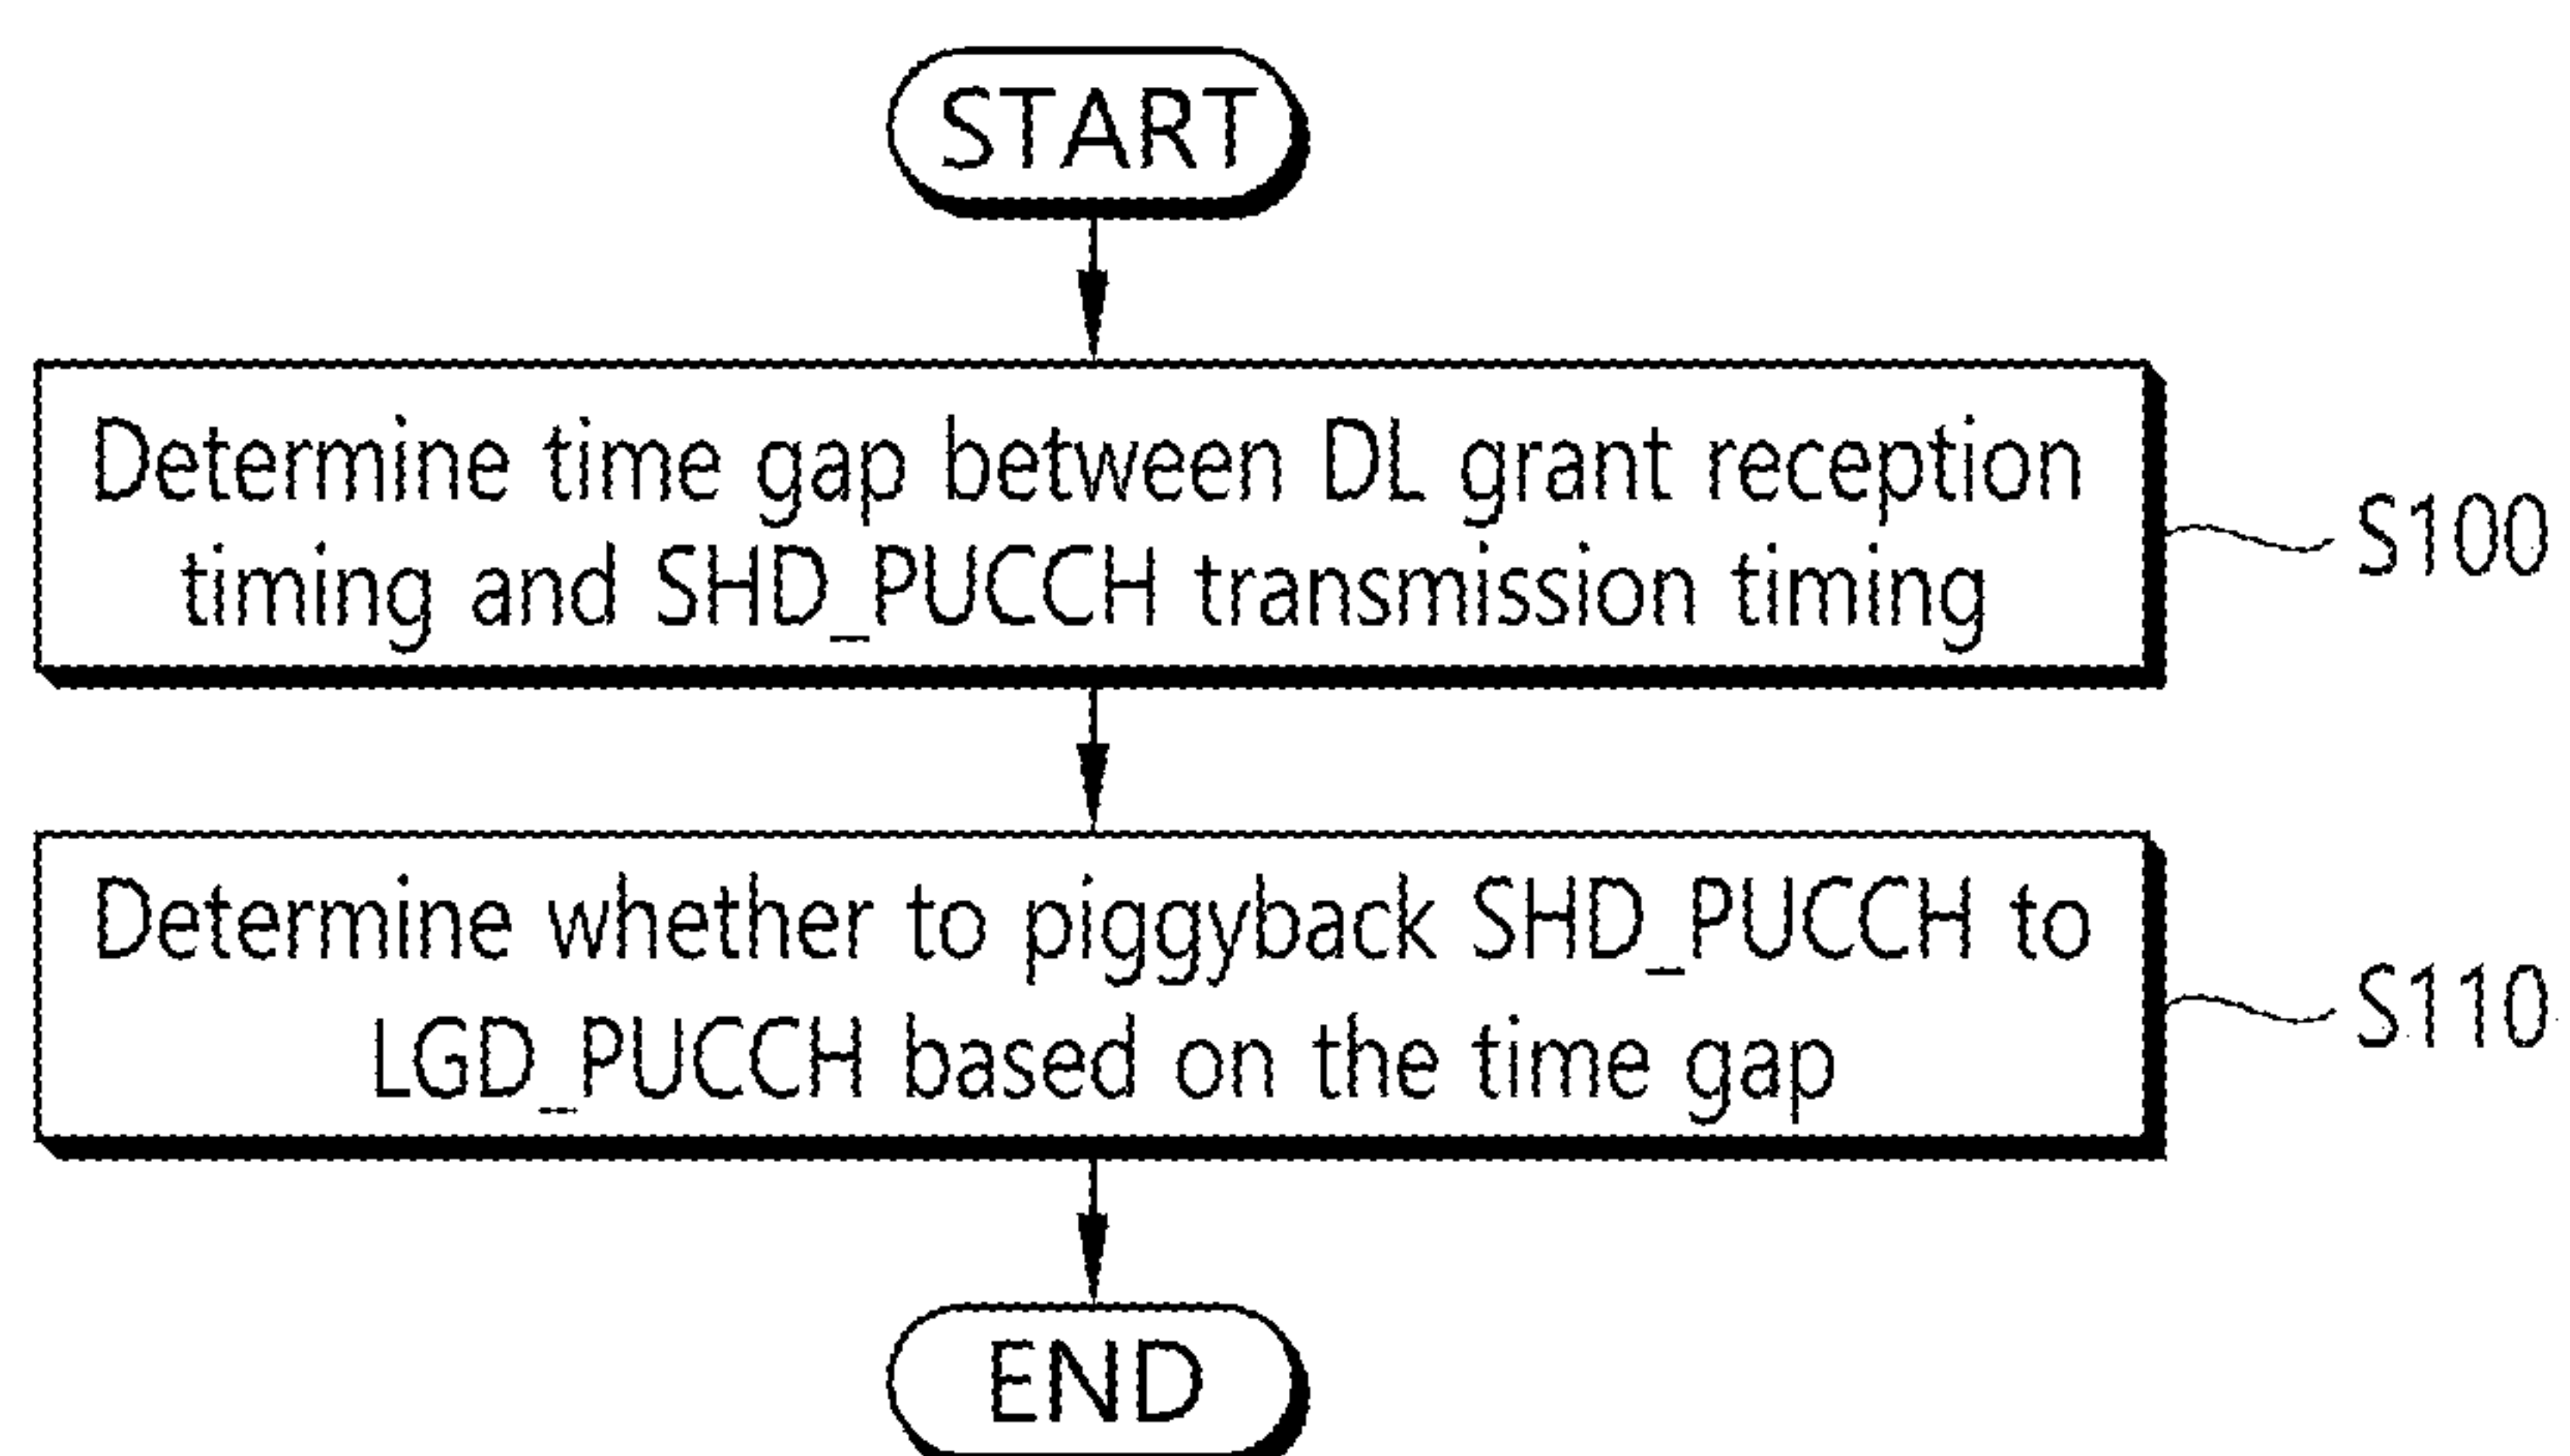 START
Determine time gap between DL grant reception
timing and SHD_PUCCH transmission timing
S100
Determine whether to piggyback SHD_PUCCH to
LGD_PUCCH based on the time gap
S110
END